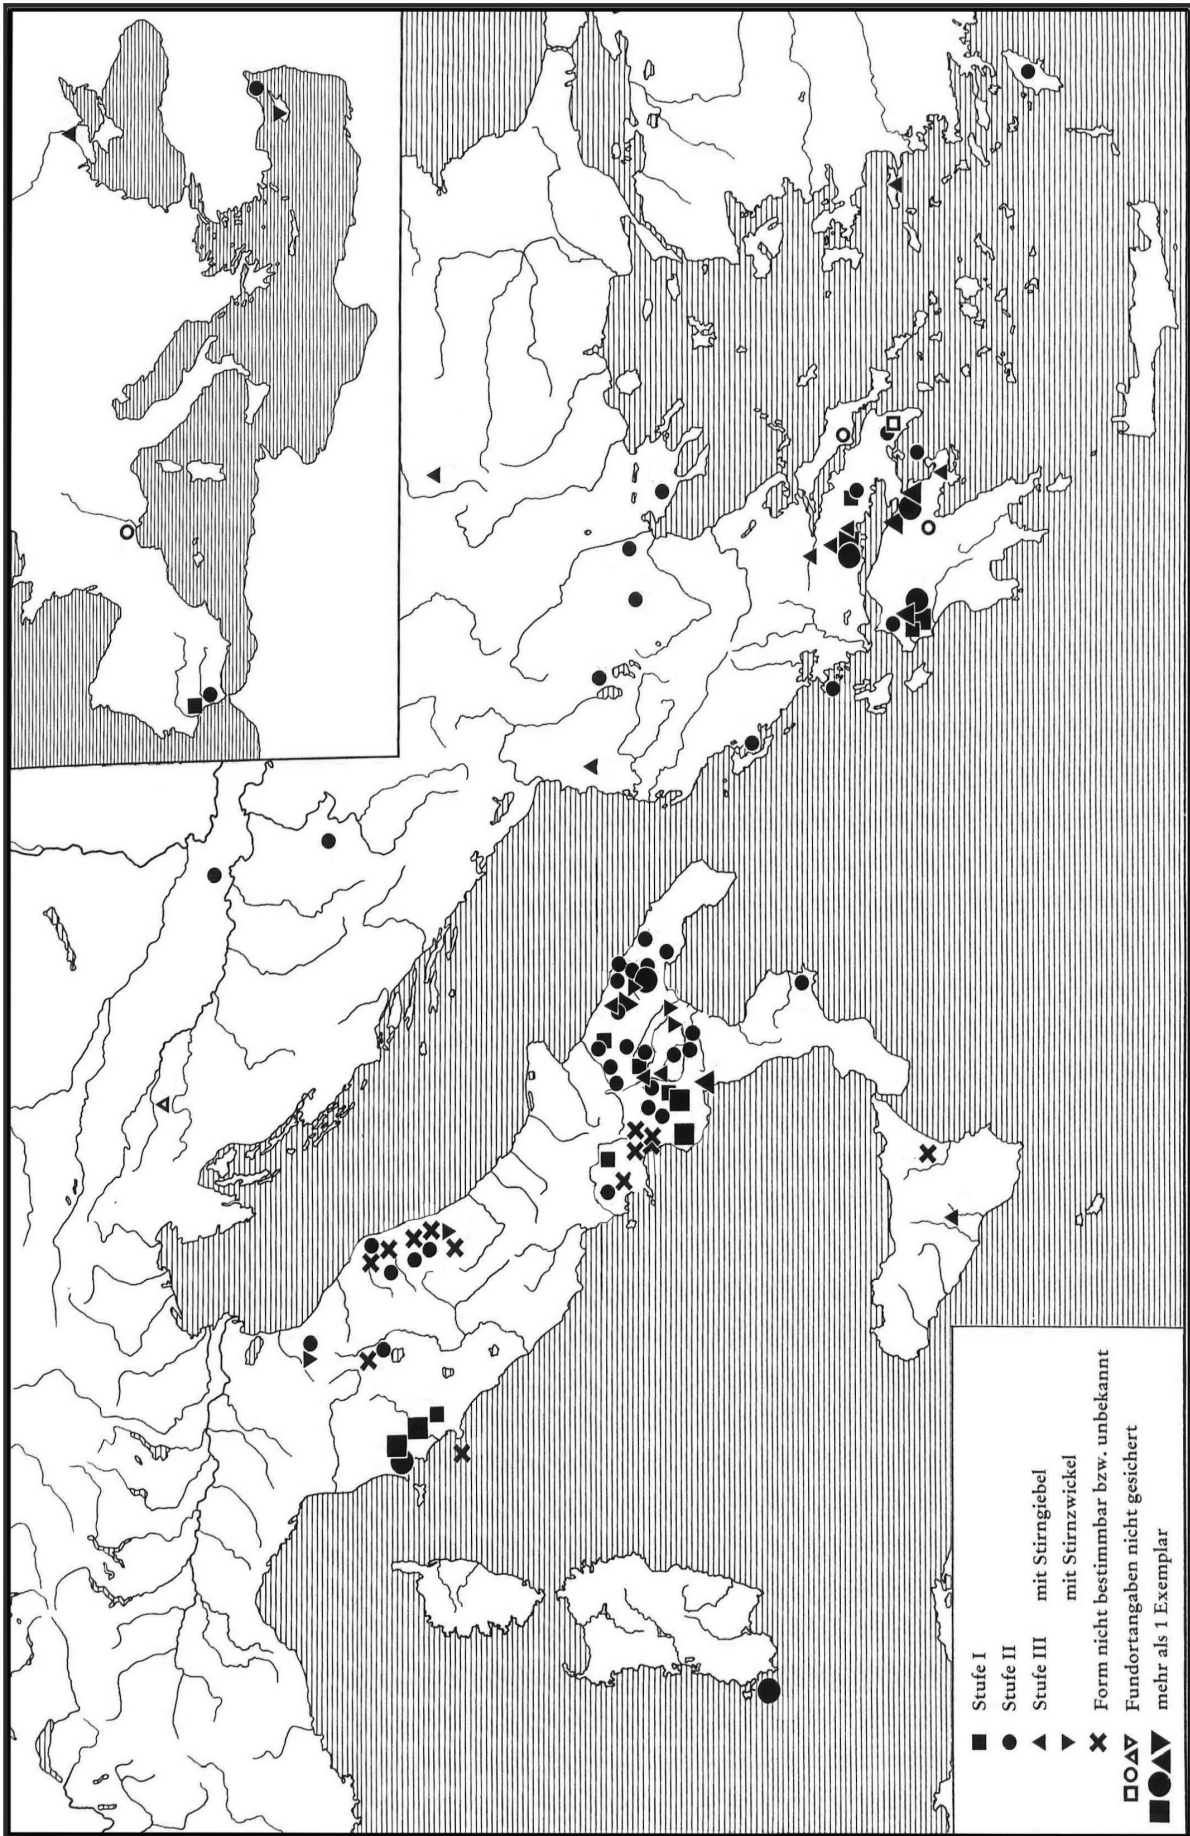 Stufe I
Stufe II
Stufe III mit Stirngiebel
mit Stirnzwickel
Form nicht bestimmbar bzw. unbekannt
Fundortangaben nicht gesichert
mehr als 1 Exemplar